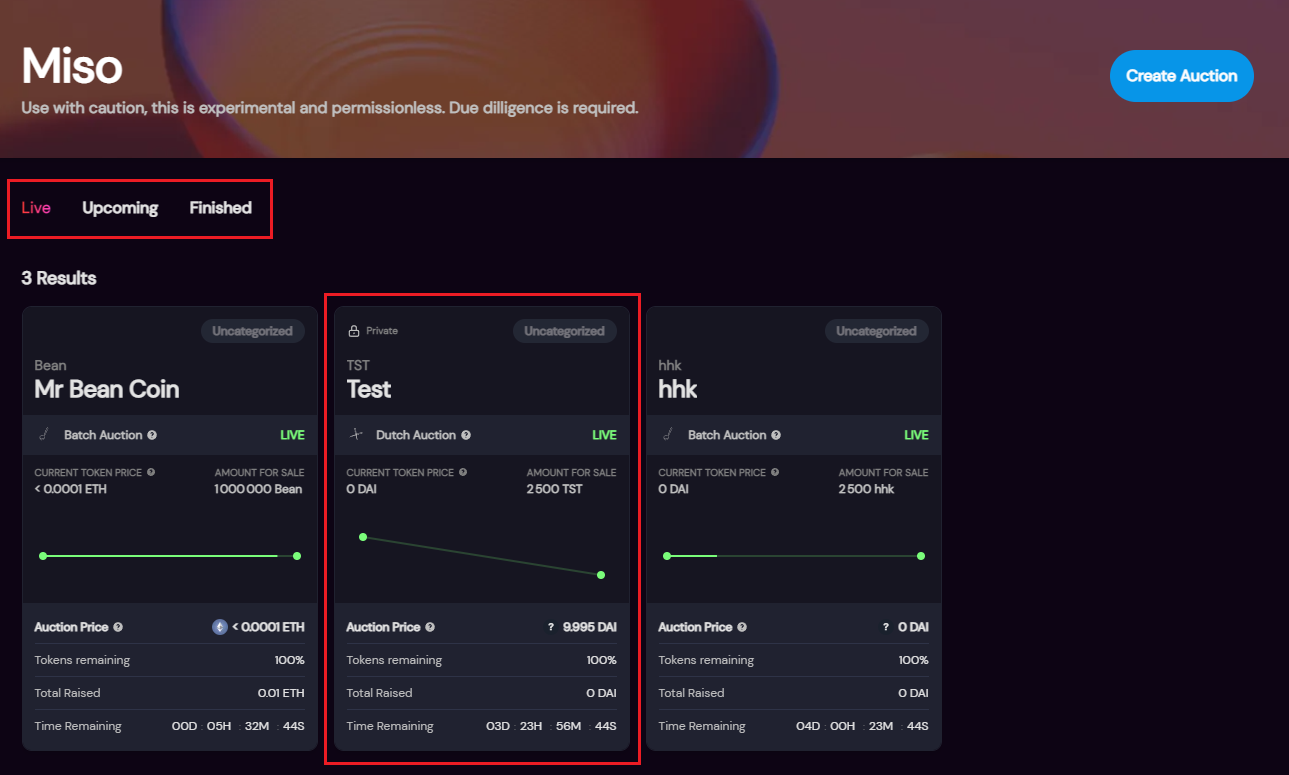 Miso
Create Auction
Use with caution, this is experimental and permissionless. Due dilligence is required.
Live Upcoming Finished
3 Results
Uncategorized
Bean
Mr Bean Coin
Batch Auction ? LIVE
CURRENT TOKEN PRICE ? AMOUNT FOR SALE
< 0.0001 ETH 1 000 000 Bean
Auction Price ? < 0.0001 ETH
Tokens remaining 100%
Total Raised 0.01 ETH
Time Remaining 00D : 05H : 32M : 44S
Private Uncategorized
TST
Test
Dutch Auction ? LIVE
CURRENT TOKEN PRICE ? AMOUNT FOR SALE
0 DAI 2 500 TST
Auction Price ? ? 9.995 DAI
Tokens remaining 100%
Total Raised 0 DAI
Time Remaining 03D : 23H : 56M : 44S
Uncategorized
hhk
hhk
Batch Auction ? LIVE
CURRENT TOKEN PRICE ? AMOUNT FOR SALE
0 DAI 2 500 hhk
Auction Price ? ? 0 DAI
Tokens remaining 100%
Total Raised 0 DAI
Time Remaining 04D : 00H : 23M : 44S